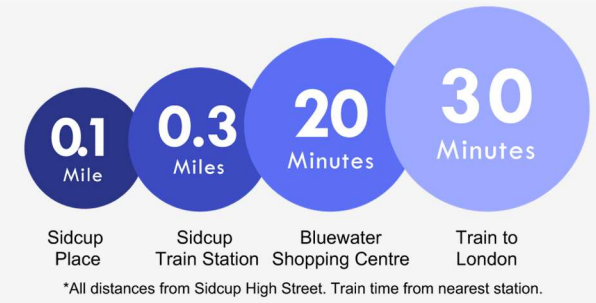 0.1
Mile
0.3
Miles
20
Minutes
30
Minutes
Sidcup
Place
Sidcup
Train Station
Bluewater
Shopping Centre
Train to
London
*All distances from Sidcup High Street. Train time from nearest station.